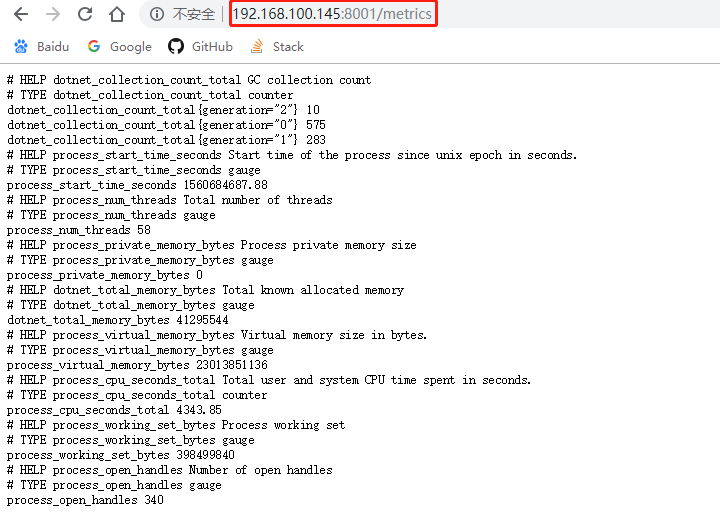 不安全 192.168.100.145:8001/metrics
Baidu Google GitHub Stack
# HELP dotnet_collection_count_total GC collection count
# TYPE dotnet_collection_count_total counter
dotnet_collection_count_total{generation="2"} 10
dotnet_collection_count_total{generation="0"} 575
dotnet_collection_count_total{generation="1"} 283
# HELP process_start_time_seconds Start time of the process since unix epoch in seconds.
# TYPE process_start_time_seconds gauge
process_start_time_seconds 1560684687.88
# HELP process_num_threads Total number of threads
# TYPE process_num_threads gauge
process_num_threads 58
# HELP process_private_memory_bytes Process private memory size
# TYPE process_private_memory_bytes gauge
process_private_memory_bytes 0
# HELP dotnet_total_memory_bytes Total known allocated memory
# TYPE dotnet_total_memory_bytes gauge
dotnet_total_memory_bytes 41295544
# HELP process_virtual_memory_bytes Virtual memory size in bytes.
# TYPE process_virtual_memory_bytes gauge
process_virtual_memory_bytes 23013851136
# HELP process_cpu_seconds_total Total user and system CPU time spent in seconds.
# TYPE process_cpu_seconds_total counter
process_cpu_seconds_total 4343.85
# HELP process_working_set_bytes Process working set
# TYPE process_working_set_bytes gauge
process_working_set_bytes 398499840
# HELP process_open_handles Number of open handles
# TYPE process_open_handles gauge
process_open_handles 340